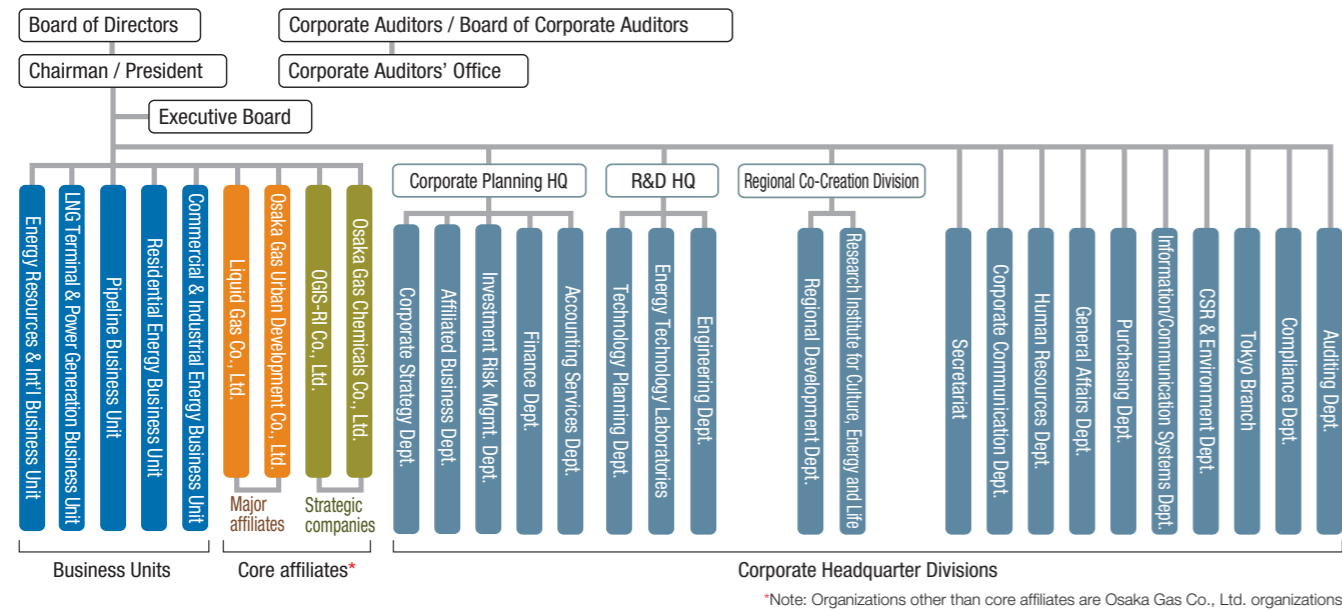 Board of Directors
Corporate Auditors / Board of Corporate Auditors
Chairman / President
Corporate Auditors' Office
Executive Board
Corporate Planning HQ
R&D HQ
Regional Co-Creation Division
Energy Resources & Int'l Business Unit
LNG Terminal & Power Generation Business Unit
Pipeline Business Unit
Residential Energy Business Unit
Commercial & Industrial Energy Business Unit
Liquid Gas Co., Ltd.
Osaka Gas Urban Development Co., Ltd.
OGIS-RI Co., Ltd.
Osaka Gas Chemicals Co., Ltd.
Corporate Strategy Dept.
Affiliated Business Dept.
Investment Risk Mgmt. Dept.
Finance Dept.
Accounting Services Dept.
Technology Planning Dept.
Energy Technology Laboratories
Engineering Dept.
Regional Development Dept.
Research Institute for Culture, Energy and Life
Secretariat
Corporate Communication Dept.
Human Resources Dept.
General Affairs Dept.
Purchasing Dept.
Information/Communication Systems Dept.
CSR & Environment Dept.
Tokyo Branch
Compliance Dept.
Auditing Dept.
Major
affiliates
Strategic
companies
Business Units
Core affiliates*
Corporate Headquarter Divisions
*Note: Organizations other than core affiliates are Osaka Gas Co., Ltd. organizations